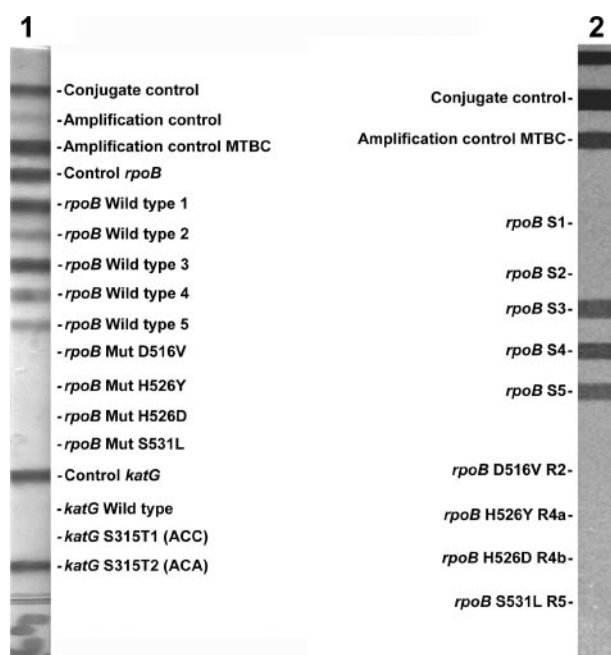 1
-Conjugate control
-Amplification control
-Amplification control MTBC
-Control rpoB
-rpoB Wild type 1
-rpoB Wild type 2
-rpoB Wild type 3
-rpoB Wild type 4
-rpoB Wild type 5
-rpoB Mut D516V
-rpoB Mut H526Y
-rpoB Mut H526D
-rpoB Mut S531L
-Control katG
-katG Wild type
-katG S315T1 (ACC)
-katG S315T2 (ACA)
2
Conjugate control-
Amplification control MTBC-
rpoB S1-
rpoB S2-
rpoB S3-
rpoB S4-
rpoB S5-
rpoB D516V R2-
rpoB H526Y R4a-
rpoB H526D R4b-
rpoB S531L R5-